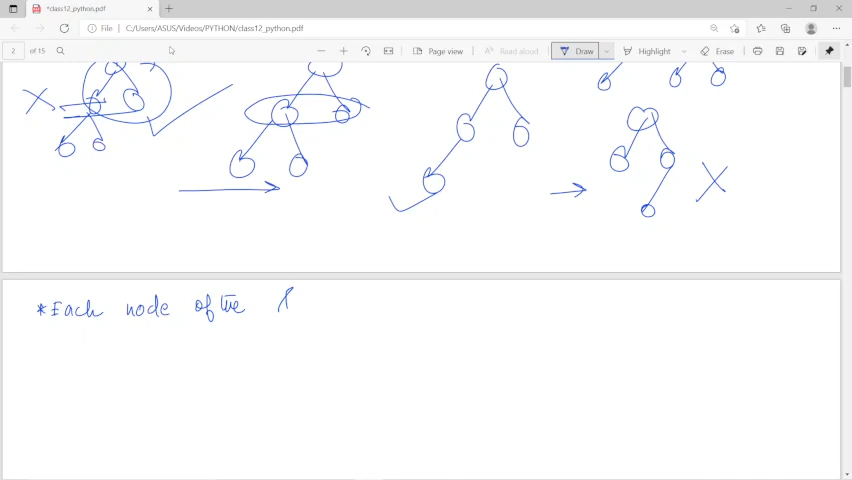 *class12_python.pdf
File
C:/Users/ASUS/Videos/PYTHON/class12_python.pdf
2 of 15
Page view
Read aloud
Draw
Highlight
Erase
*Each node of the